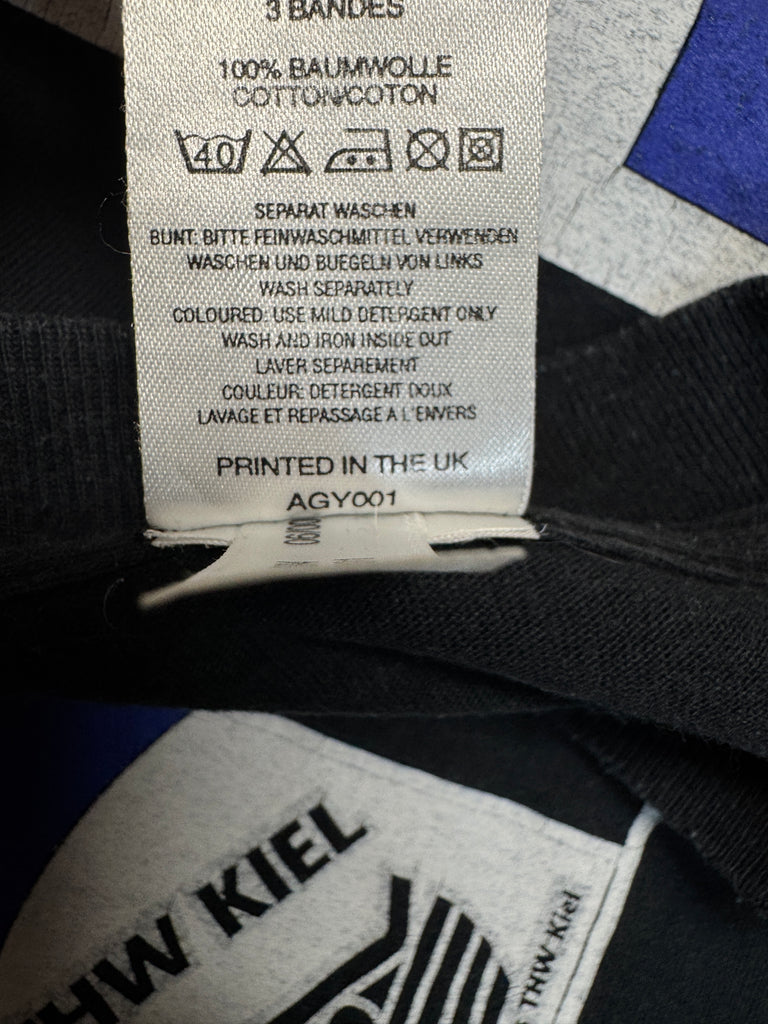 3 BANDES
100% BAUMWOLLE
COTTON/COTON
40
SEPARAT WASCHEN
BUNT: BITTE FEINWASCHMITTEL VERWENDEN
WASCHEN UND BUEGELN VON LINKS
WASH SEPARATELY
COLOURED: USE MILD DETERGENT ONLY
WASH AND IRON INSIDE OUT
LAVER SEPAREMENT
COULEUR: DETERGENT DOUX
LAVAGE ET REPASSAGE A L'ENVERS
PRINTED IN THE UK
AGY001
HW KIEL
THW Kiel